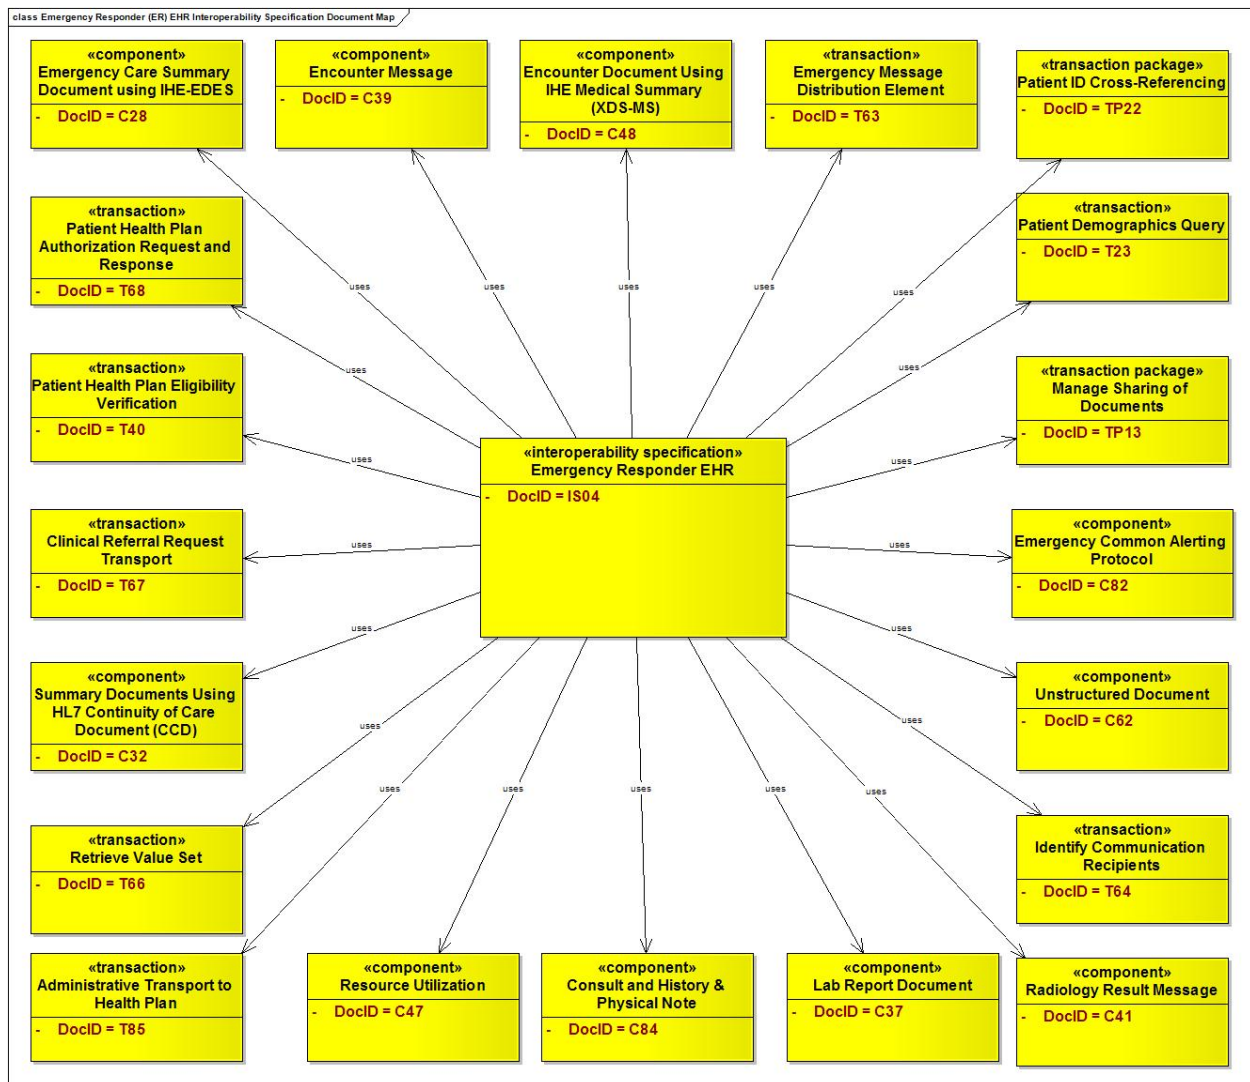 class Emergency Responder (ER) EHR Interoperability Specification Document Map
«component»
Emergency Care Summary
Document using IHE-EDES
- DocID = C28
«component»
Encounter Message
- DocID = C39
«component»
Encounter Document Using
IHE Medical Summary
(XDS-MS)
- DocID = C48
«transaction»
Emergency Message
Distribution Element
- DocID = T63
«transaction package»
Patient ID Cross-Referencing
- DocID = TP22
«transaction»
Patient Health Plan
Authorization Request and
Response
- DocID = T68
«transaction»
Patient Demographics Query
- DocID = T23
uses
uses
uses
uses
uses
uses
uses
«transaction»
Patient Health Plan Eligibility
Verification
- DocID = T40
«transaction package»
Manage Sharing of
Documents
- DocID = TP13
uses
uses
«interoperability specification»
Emergency Responder EHR
- DocID = IS04
«transaction»
Clinical Referral Request
Transport
- DocID = T67
«component»
Emergency Common Alerting
Protocol
- DocID = C82
uses
uses
uses
uses
«component»
Summary Documents Using
HL7 Continuity of Care
Document (CCD)
- DocID = C32
«component»
Unstructured Document
- DocID = C62
uses
uses
uses
uses
uses
uses
uses
«transaction»
Retrieve Value Set
- DocID = T66
«transaction»
Identify Communication
Recipients
- DocID = T64
«transaction»
Administrative Transport to
Health Plan
- DocID = T85
«component»
Resource Utilization
- DocID = C47
«component»
Consult and History &
Physical Note
- DocID = C84
«component»
Lab Report Document
- DocID = C37
«component»
Radiology Result Message
- DocID = C41